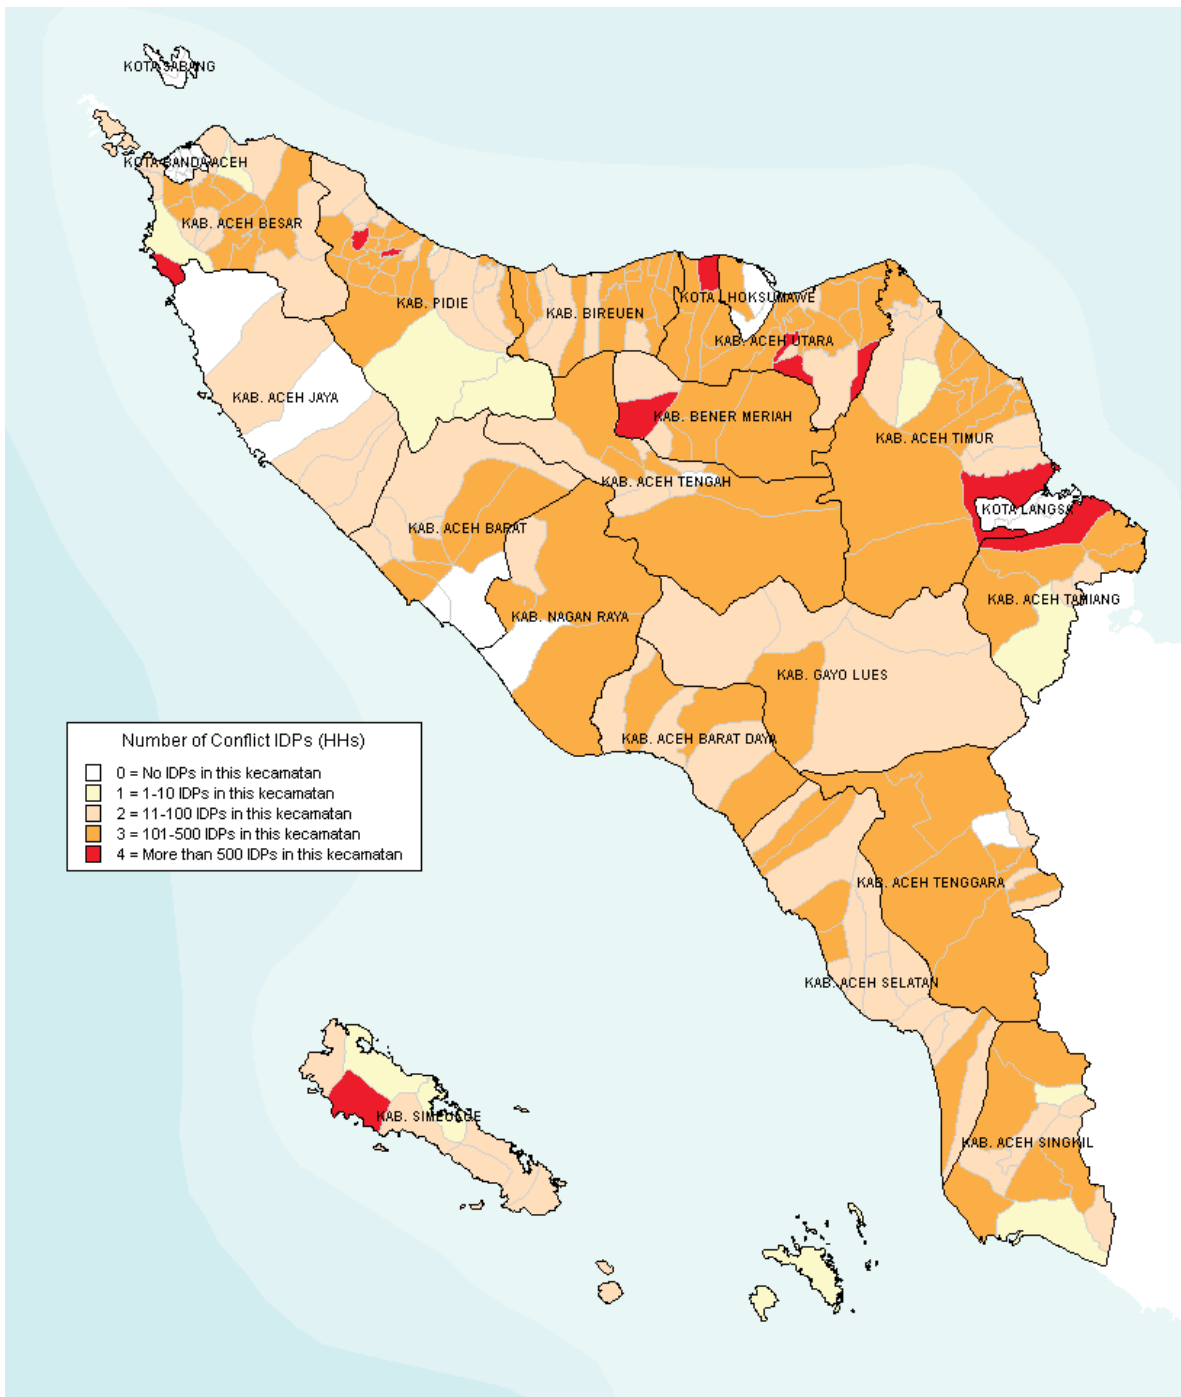 KOTA SABANG
KOTA BANDA ACEH
KAB. ACEH BESAR
KAB. PIDIE
KAB. BIREUEN
KOTA LHOKSUMAWE
KAB. ACEH UTARA
KAB. ACEH JAYA
KAB. BENER MERIAH
KAB. ACEH TIMUR
KAB. ACEH TENGAH
KOTA LANGSA
KAB. ACEH BARAT
KAB. ACEH TAMIANG
KAB. NAGAN RAYA
KAB. GAYO LUES
KAB. ACEH BARAT DAYA
Number of Conflict IDPs (HHs)
0 = No IDPs in this kecamatan
1 = 1-10 IDPs in this kecamatan
2 = 11-100 IDPs in this kecamatan
3 = 101-500 IDPs in this kecamatan
4 = More than 500 IDPs in this kecamatan
KAB. ACEH TENGGARA
KAB. ACEH SELATAN
KAB. SIMEULUE
KAB. ACEH SINGKIL